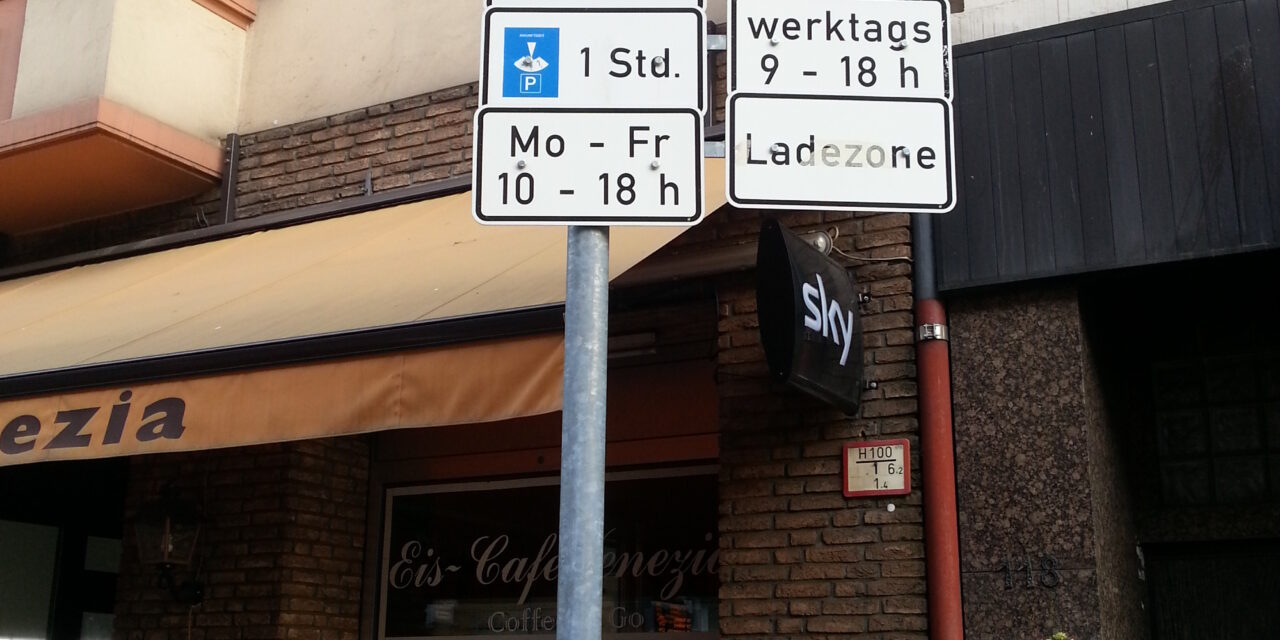 1 Std.
P
Mo - Fr
10 - 18 h
werktags
9 - 18 h
Ladezone
sky
ezia
H100
1 6.2
1.4
Eis-Cafe Venezia
Coffee Go
118